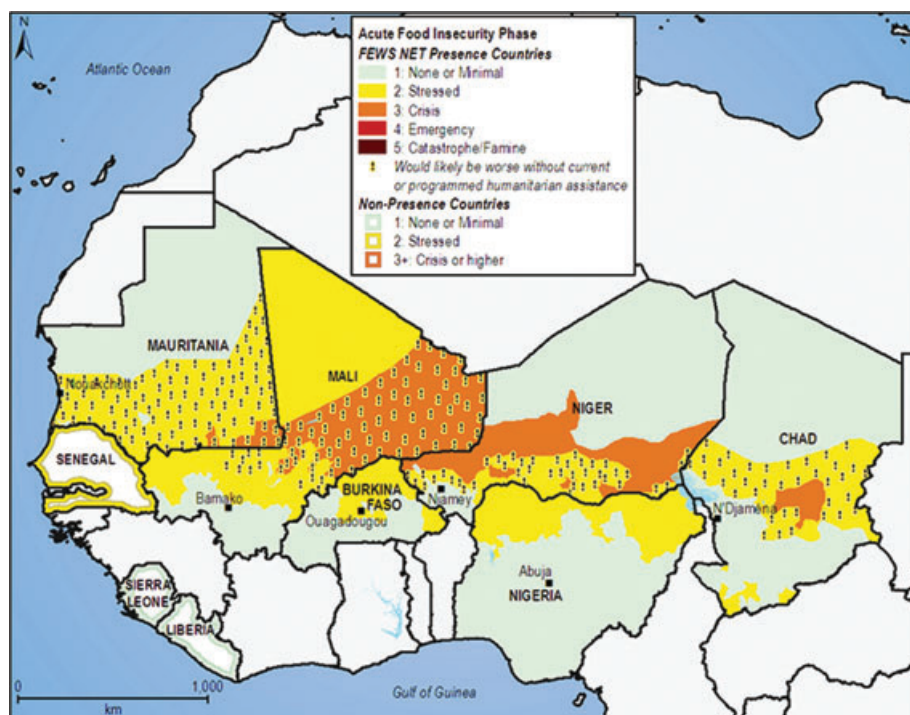 N
Atlantic Ocean
Acute Food Insecurity Phase
FEWS NET Presence Countries
1: None or Minimal
2: Stressed
3: Crisis
4: Emergency
5: Catastrophe/Famine
Would likely be worse without current
or programmed humanitarian assistance
Non-Presence Countries
1: None or Minimal
2: Stressed
3+: Crisis or higher
MAURITANIA
Nouakchott
MALI
NIGER
CHAD
SENEGAL
Bamako
BURKINA
FASO
Ouagadougou
Niamey
N'Djaména
Abuja
NIGERIA
SIERRA
LEONE
LIBERIA
0 1,000
km
Gulf of Guinea